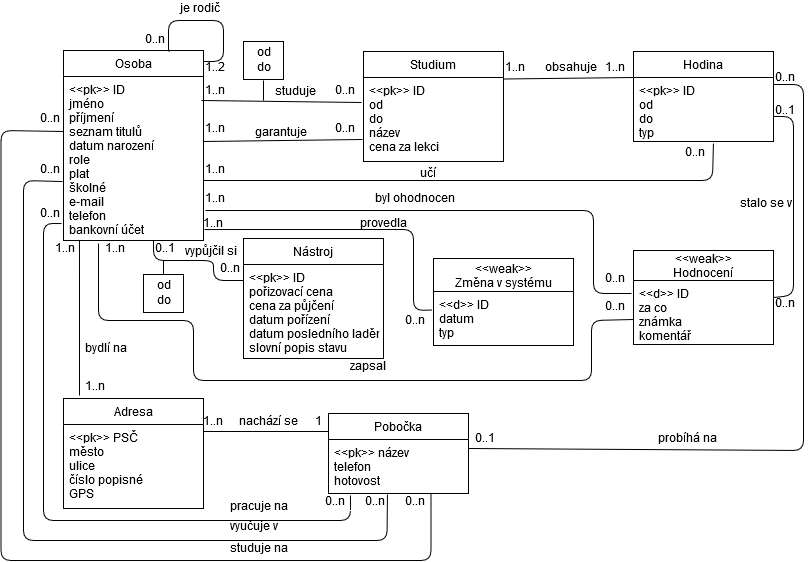 je rodič
0..n
1..2
od
do
Osoba
<<pk>> ID
jméno
příjmení
seznam titulů
datum narození
role
plat
školné
e-mail
telefon
bankovní účet
Studium
<<pk>> ID
od
do
název
cena za lekci
Hodina
<<pk>> ID
od
do
typ
1..n
studuje
0..n
1..n
garantuje
0..n
1..n
obsahuje
1..n
0..n
0..1
0..n
0..n
0..n
1..n
učí
0..n
1..n
byl ohodnocen
0..n
1..n
provedla
0..n
stalo se v
0..n
1..n
1..n
0..1
vypůjčil si
0..n
od
do
Nástroj
<<pk>> ID
pořizovací cena
cena za půjčení
datum pořízení
datum posledního laděr
slovní popis stavu
<<weak>>
Změna v systému
<<d>> ID
datum
typ
<<weak>>
Hodnocení
<<d>> ID
za co
známka
komentář
0..n
zapsal
bydlí na
1..n
Adresa
<<pk>> PSČ
město
ulice
číslo popisné
GPS
1..n
nachází se
1
Pobočka
<<pk>> název
telefon
hotovost
0..1
probíhá na
0..n
0..n
0..n
pracuje na
vyučuje v
studuje na